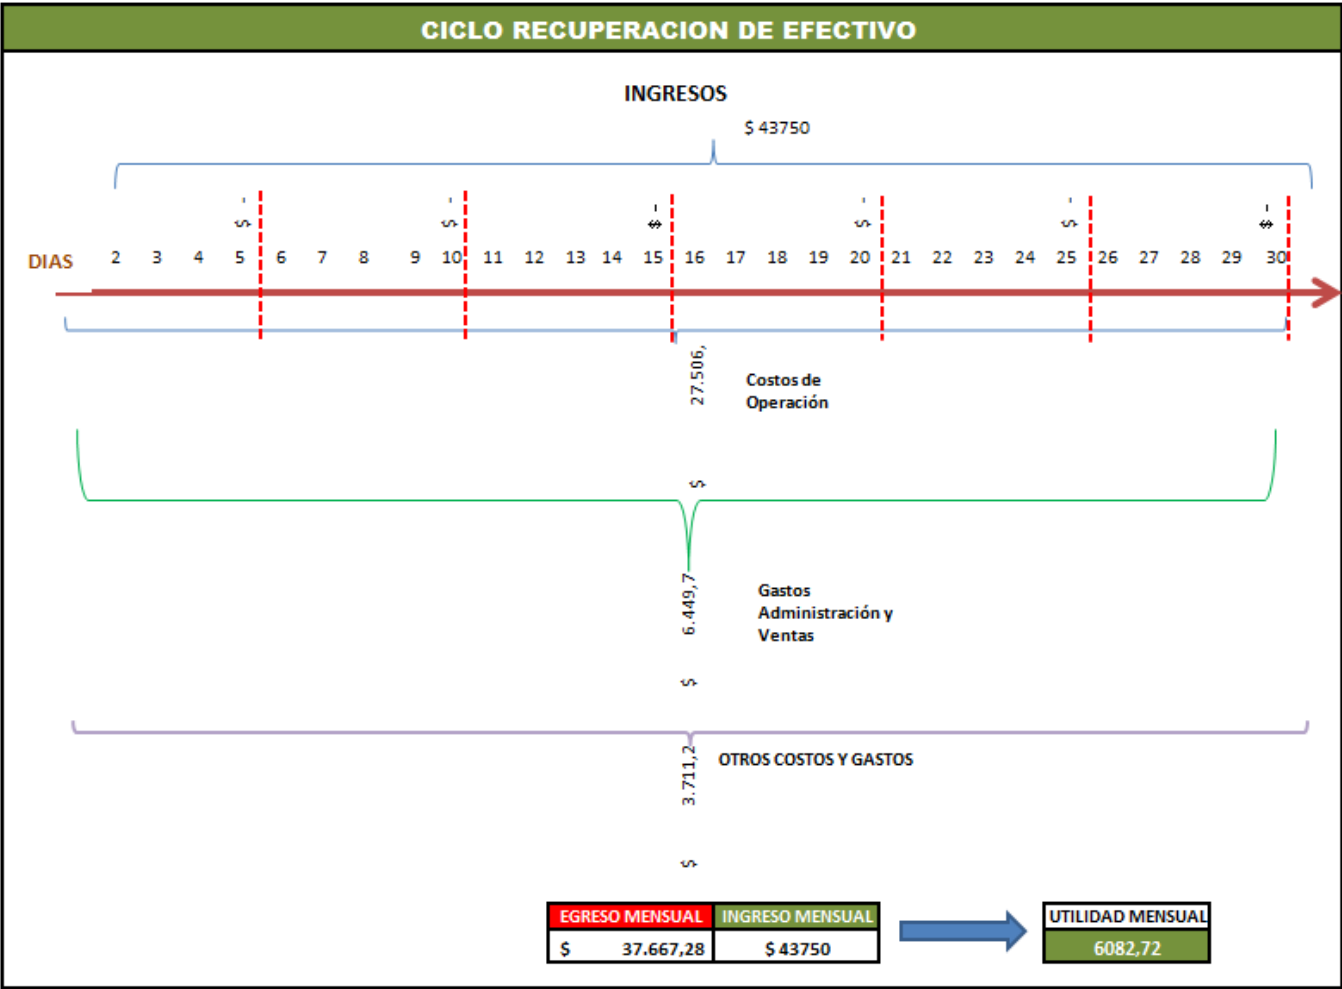 CICLO RECUPERACION DE EFECTIVO
INGRESOS
$ 43750
$ - $ - $ - $ - $ - $ -
DIAS 2 3 4 5 6 7 8 9 10 11 12 13 14 15 16 17 18 19 20 21 22 23 24 25 26 27 28 29 30
$ 27.506,
Costos de
Operación
$ 6.449,7
Gastos
Administración y
Ventas
$ 3.711,2
OTROS COSTOS Y GASTOS
EGRESO MENSUAL INGRESO MENSUAL UTILIDAD MENSUAL
$ 37.667,28 $ 43750 6082,72